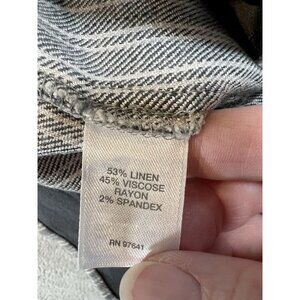 53% LINEN
45% VISCOSE
RAYON
2% SPANDEX
RN 97641